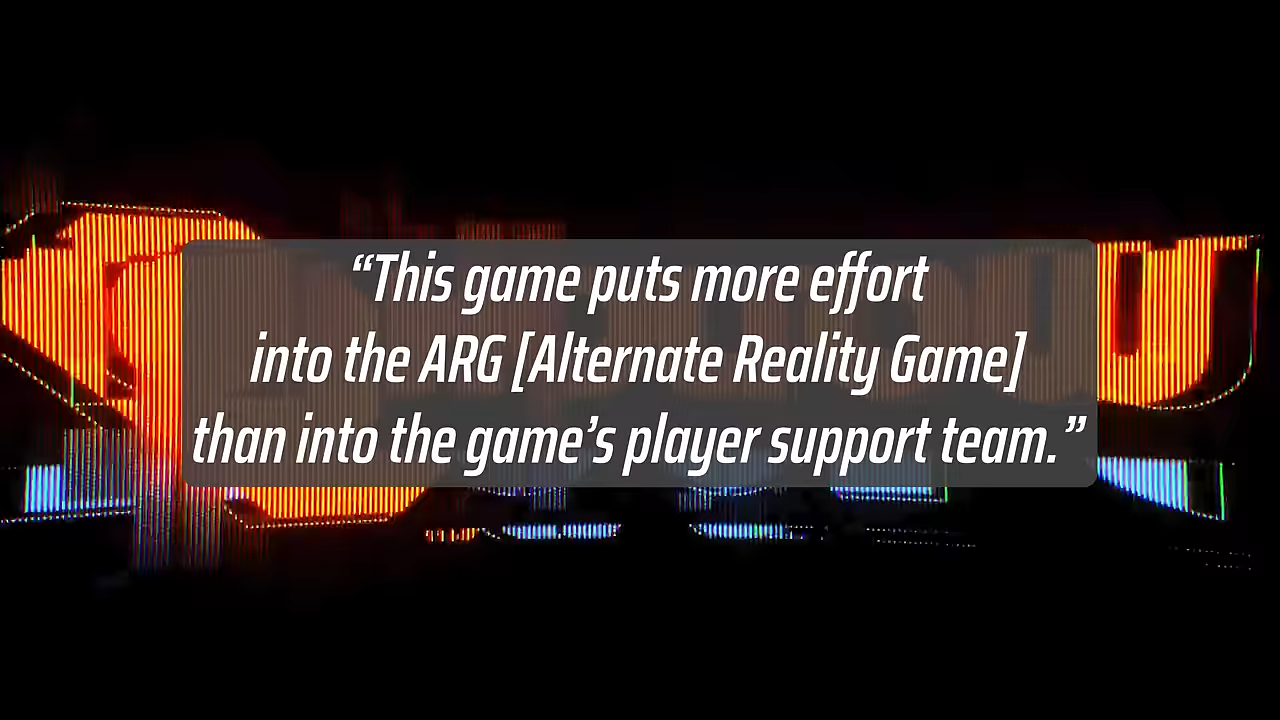 “This game puts more effort
into the ARG [Alternate Reality Game]
than into the game’s player support team.”